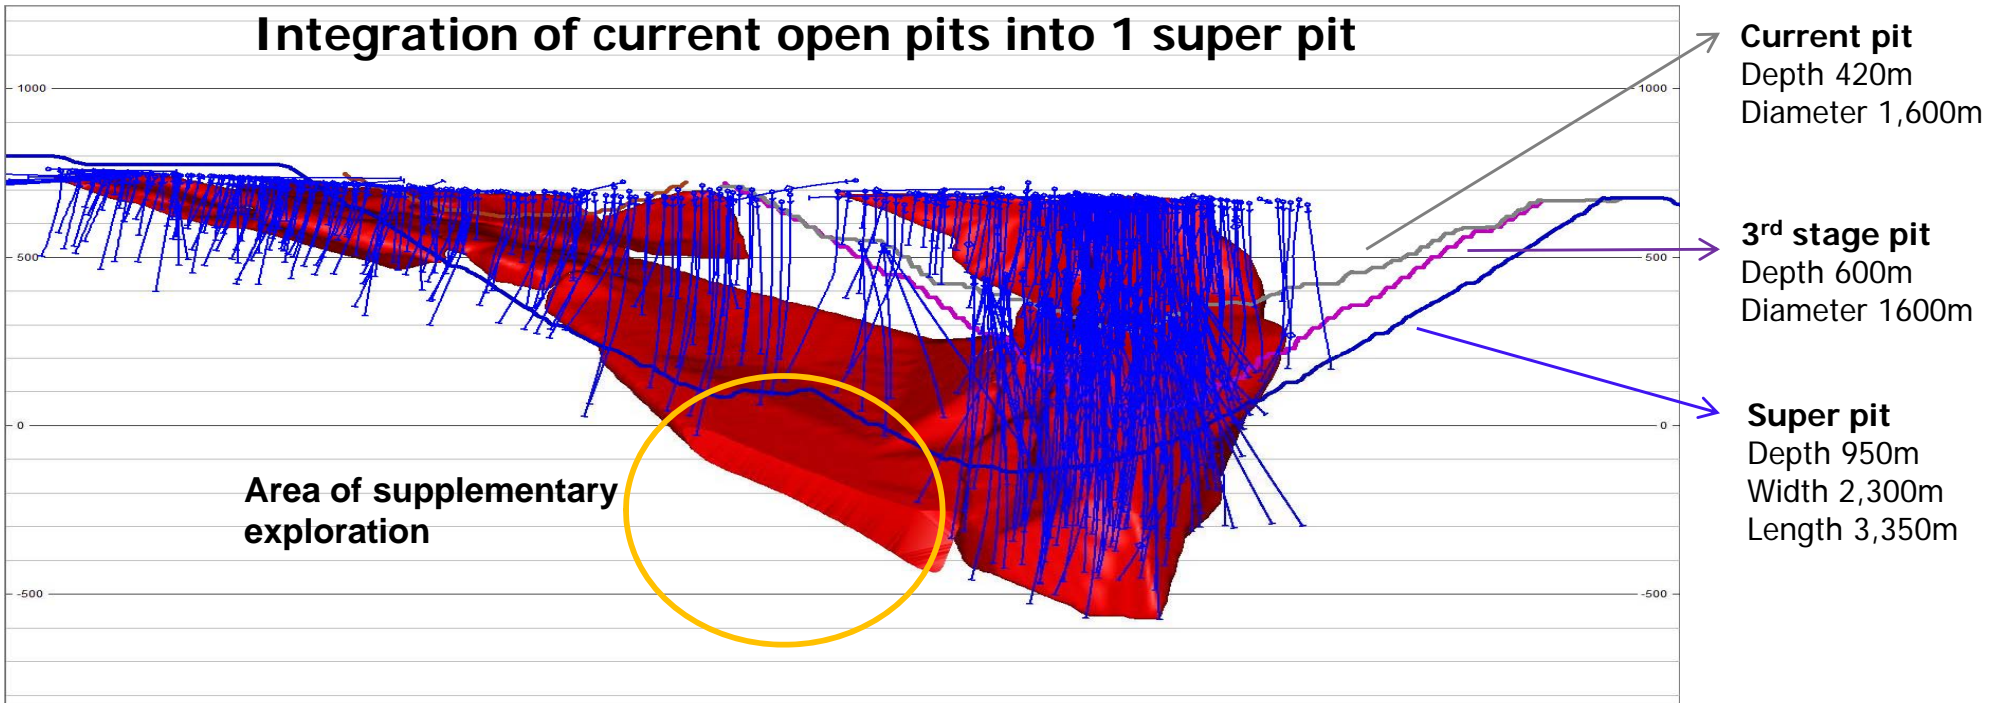 Integration of current open pits into 1 super pit
Current pit
Depth 420m
Diameter 1,600m
1000
1000
3rd stage pit
Depth 600m
Diameter 1600m
500
500
Super pit
Depth 950m
Width 2,300m
Length 3,350m
0
0
Area of supplementary
exploration
-500
-500